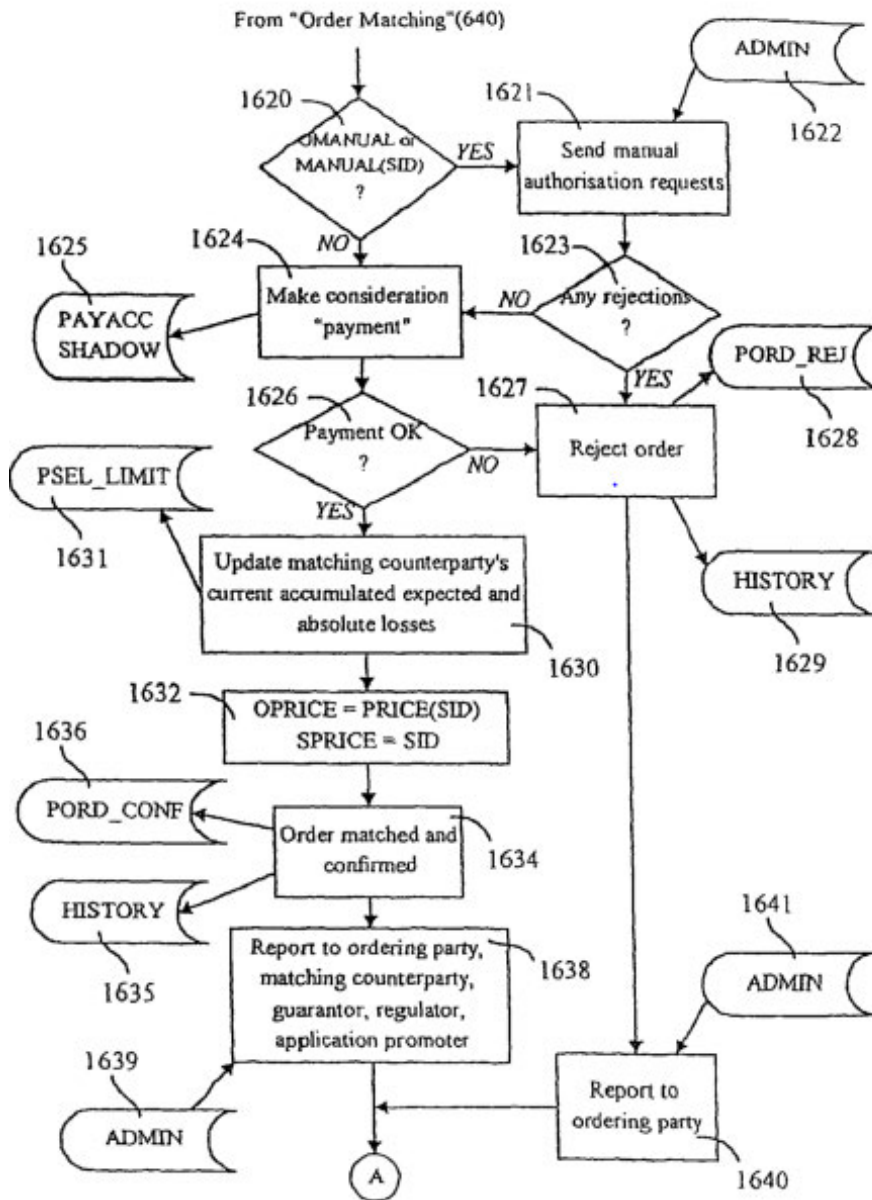 From "Order Matching"(640)
ADMIN
1622
1620
OMANUAL or
MANUAL(SID)
?
YES
NO
1621
Send manual
authorisation requests
1623
Any rejections
?
NO
YES
1624
Make consideration
"payment"
1625
PAYACC
SHADOW
1626
Payment OK
?
NO
YES
1627
Reject order
PORD_REJ
1628
HISTORY
1629
PSEL_LIMIT
1631
Update matching counterparty's
current accumulated expected and
absolute losses
1630
1632
OPRICE = PRICE(SID)
SPRICE = SID
1636
PORD_CONF
Order matched and
confirmed
1634
HISTORY
1635
Report to ordering party,
matching counterparty,
guarantor, regulator,
application promoter
1638
1641
ADMIN
1639
ADMIN
Report to
ordering party
1640
A